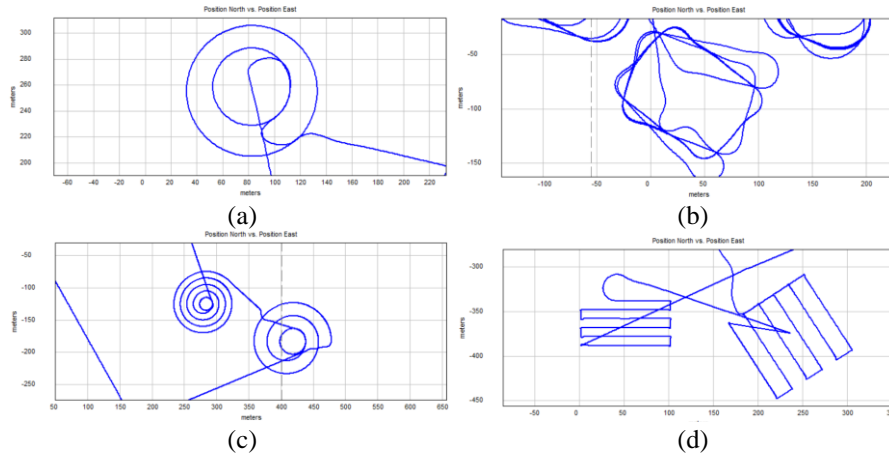 Position North vs. Position East
meters
300
280
260
240
220
200
-60 -40 -20 0 20 40 60 80 100 120 140 160 180 200 220
meters
(a)
Position North vs. Position East
meters
-50
-100
-150
-100 -50 0 50 100 150 200
meters
(b)
Position North vs. Position East
meters
-50
-100
-150
-200
-250
50 100 150 200 250 300 350 400 450 500 550 600 650
meters
(c)
Position North vs. Position East
meters
-300
-350
-400
-450
-50 0 50 100 150 200 250 300
(d)